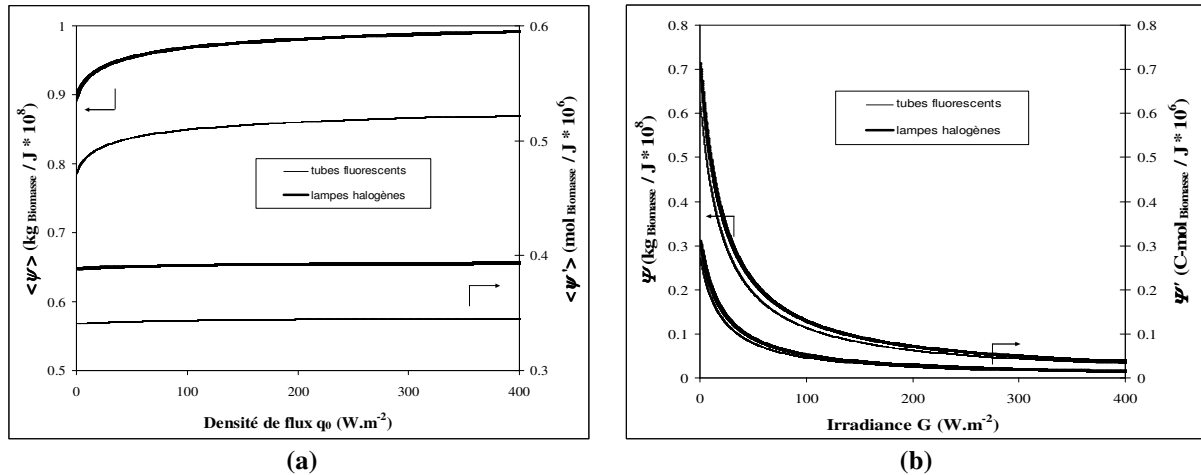 <ψ> (kg Biomasse / J * 10⁸)
1
0.9
0.8
0.7
0.6
0.5
0.6
0.5
0.4
0.3
<ψ'> (mol Biomasse / J * 10⁶)
tubes fluorescents
lampes halogènes
0 100 200 300 400
Densité de flux q₀ (W.m⁻²)
(a)
Ψ (kg Biomasse / J * 10⁸)
0.8
0.7
0.6
0.5
0.4
0.3
0.2
0.1
0
0.8
0.7
0.6
0.5
0.4
0.3
0.2
0.1
0
Ψ' (C-mol Biomasse / J * 10⁶)
tubes fluorescents
lampes halogènes
0 100 200 300 400
Irradiance G (W.m⁻²)
(b)